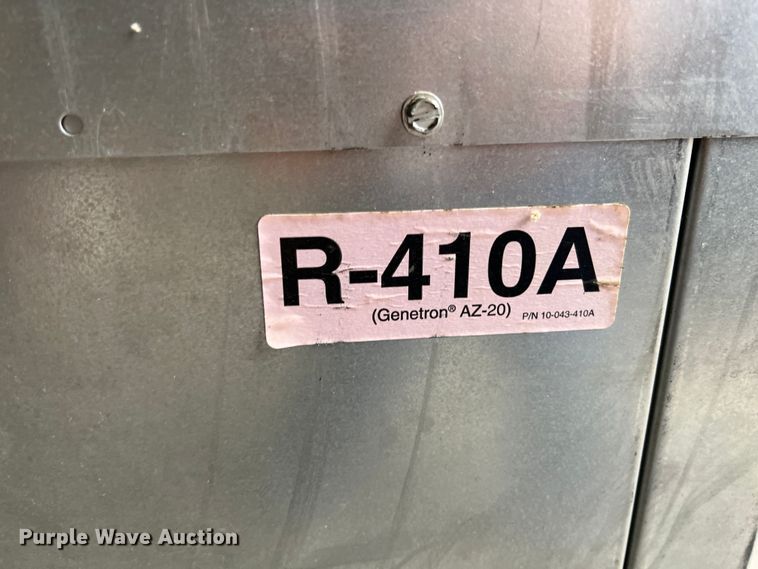 R-410A
(Genetron® AZ-20) P/N 10-043-410A
Purple Wave Auction